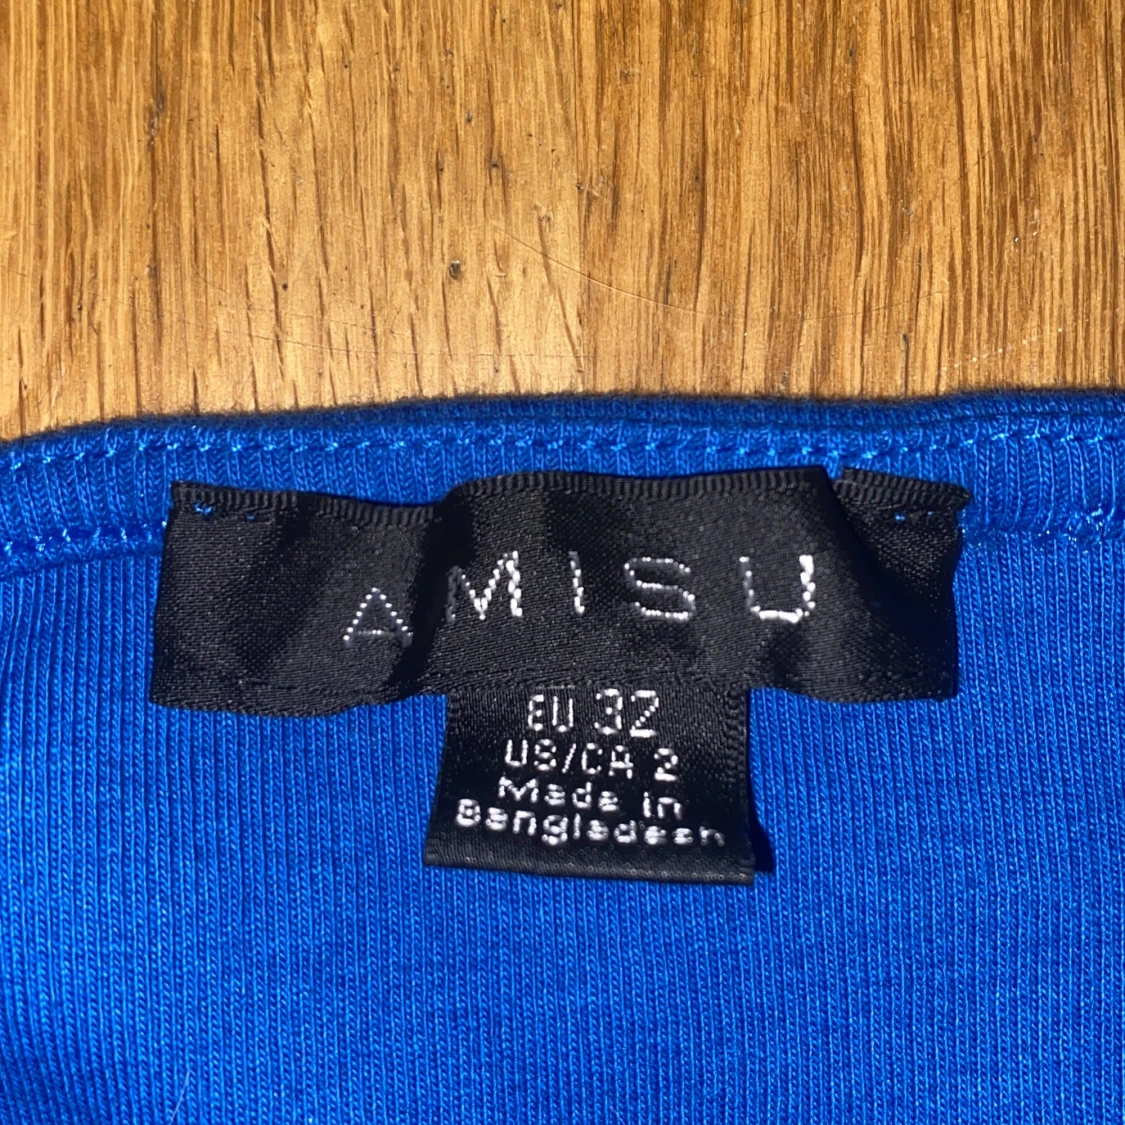 AMISU
EU 32
US/CA 2
Made in
Bangladesh